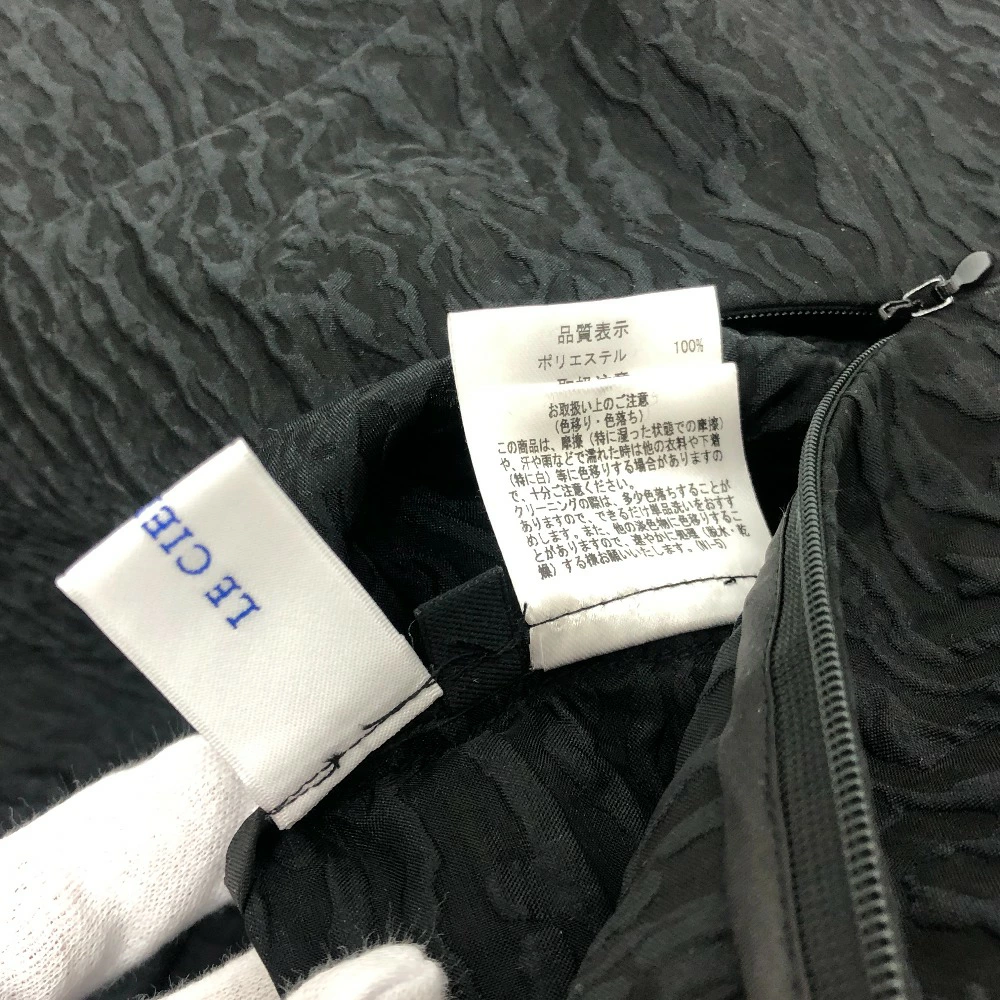 品質表示
ポリエステル 100%
取扱注意
お取扱い上のご注意
(色移り・色落ち)
この商品は、摩擦(特に湿った状態での摩擦)
や、汗や雨などで濡れた時は他の衣料や下着
(特に白)等に色移りする場合がありますの
で、十分ご注意ください。
クリーニングの際は、多少色落ちすることが
ありますので、できるだけ単品洗いをおすす
めします。また、他の淡色物に色移りするこ
とがありますので、速やかに処理(脱水・乾
燥)する様お願いいたします。(NI-5)
LE CIE